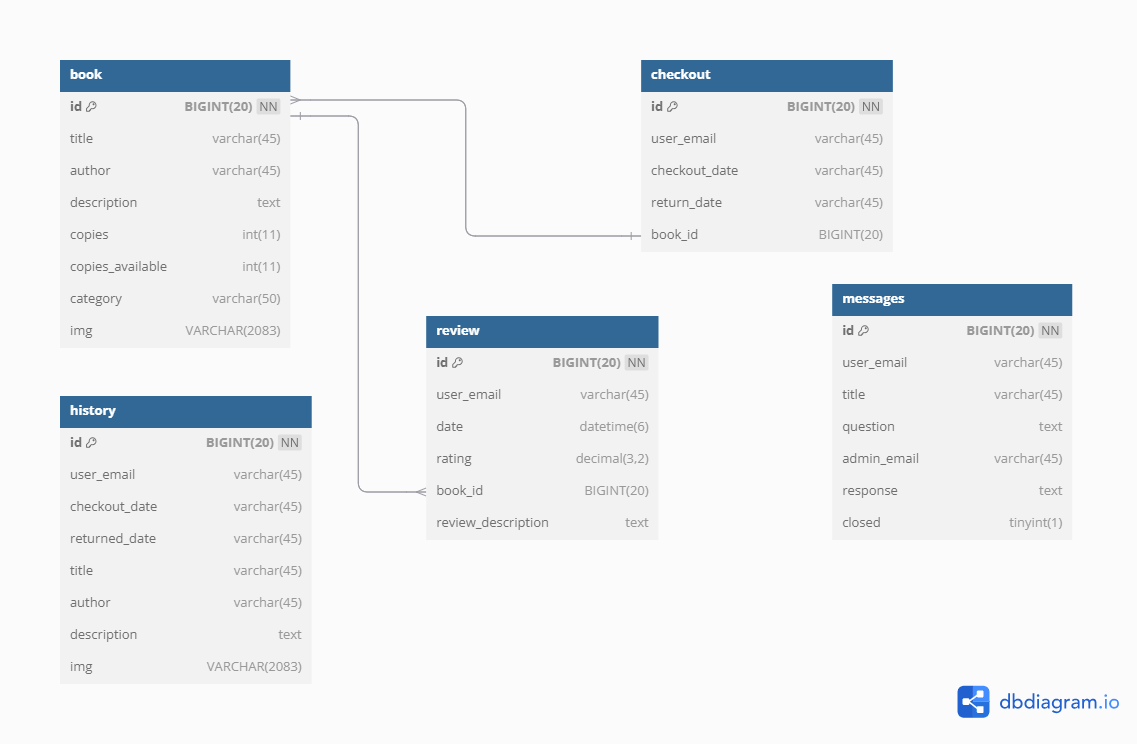 book
id BIGINT(20) NN
title varchar(45)
author varchar(45)
description text
copies int(11)
copies_available int(11)
category varchar(50)
img VARCHAR(2083)
checkout
id BIGINT(20) NN
user_email varchar(45)
checkout_date varchar(45)
return_date varchar(45)
book_id BIGINT(20)
review
id BIGINT(20) NN
user_email varchar(45)
date datetime(6)
rating decimal(3,2)
book_id BIGINT(20)
review_description text
messages
id BIGINT(20) NN
user_email varchar(45)
title varchar(45)
question text
admin_email varchar(45)
response text
closed tinyint(1)
history
id BIGINT(20) NN
user_email varchar(45)
checkout_date varchar(45)
returned_date varchar(45)
title varchar(45)
author varchar(45)
description text
img VARCHAR(2083)
dbdiagram.io